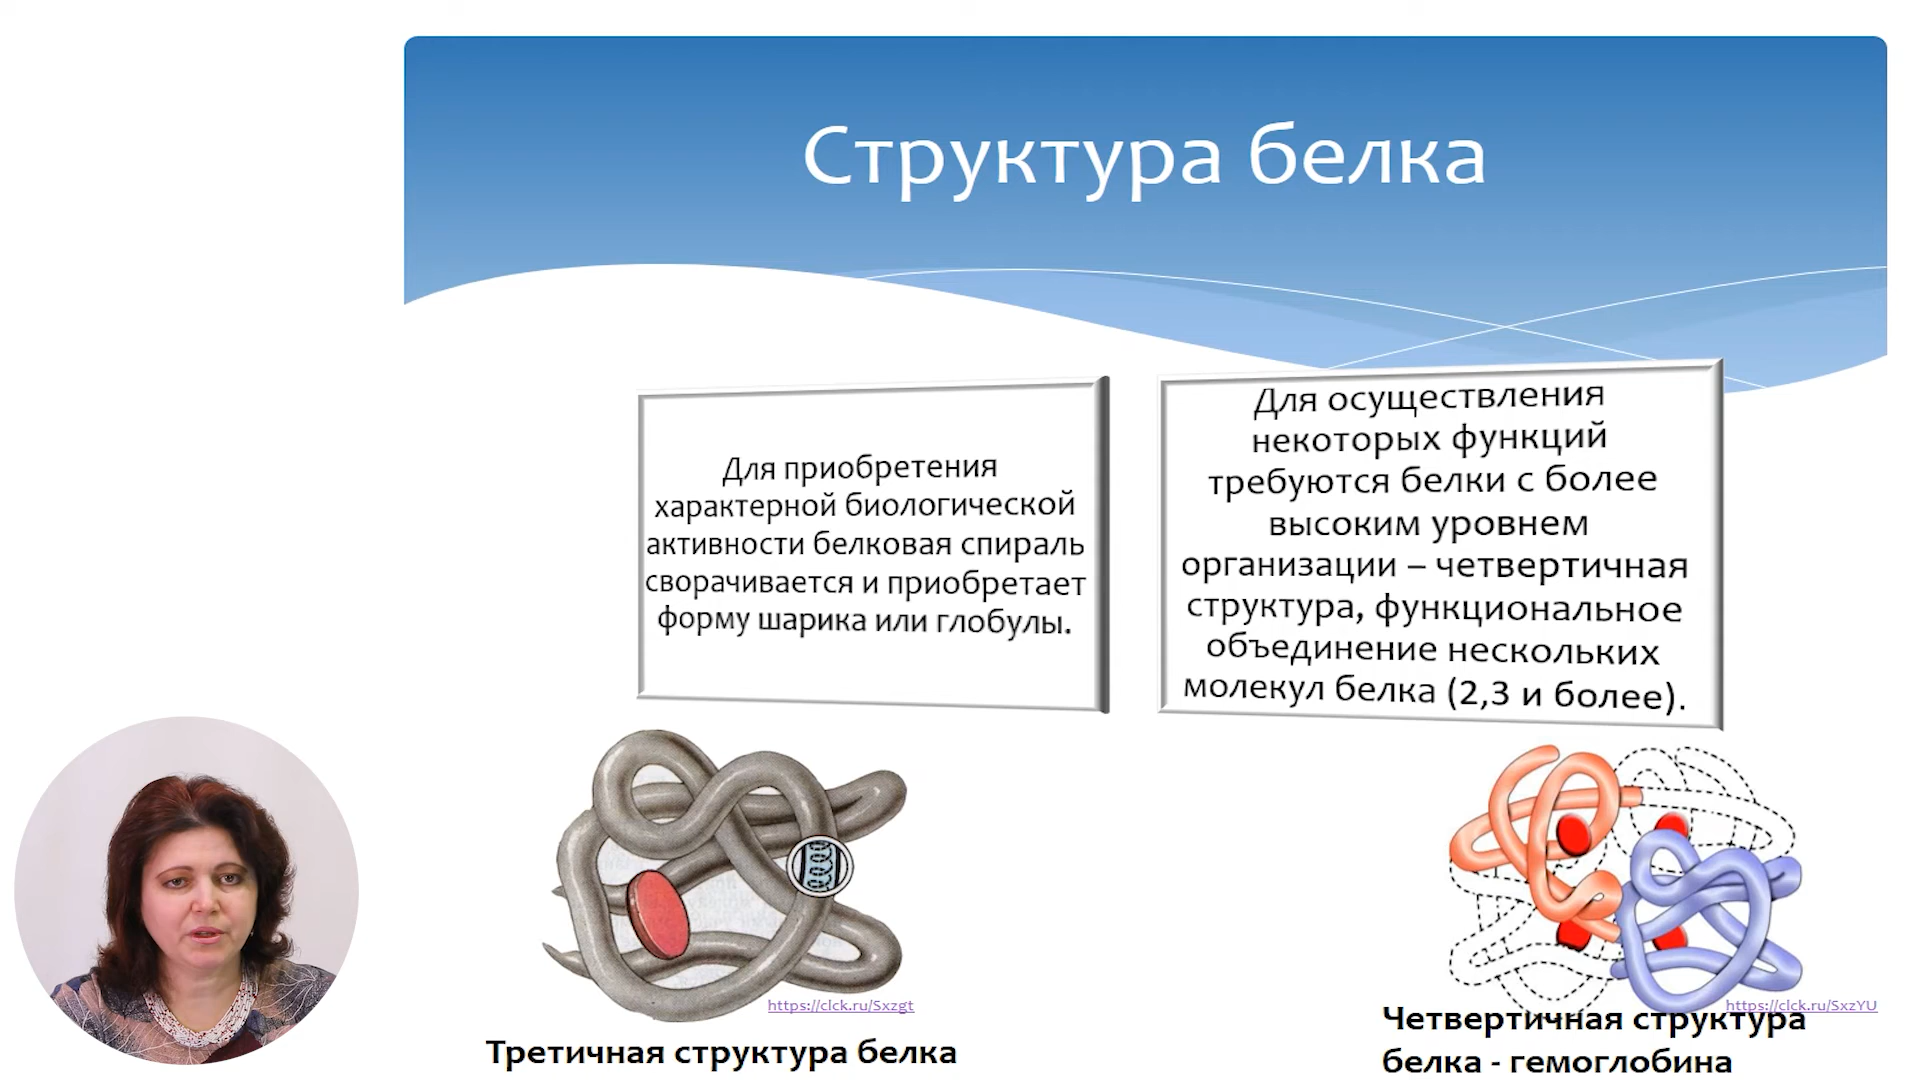 Структура белка
Для приобретения
характерной биологической
активности белковая спираль
сворачивается и приобретает
форму шарика или глобулы.
Для осуществления
некоторых функций
требуются белки с более
высоким уровнем
организации – четвертичная
структура, функциональное
объединение нескольких
молекул белка (2,3 и более).
https://clck.ru/Sxzgt
Третичная структура белка
https://clck.ru/SxzYU
Четвертичная структура
белка - гемоглобина